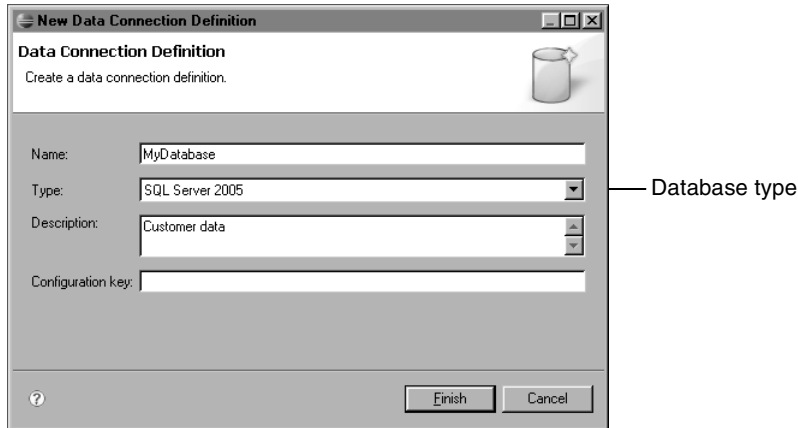 New Data Connection Definition
Data Connection Definition
Create a data connection definition.
Name: MyDatabase
Type: SQL Server 2005
Database type
Description: Customer data
Configuration key:
?
Finish Cancel